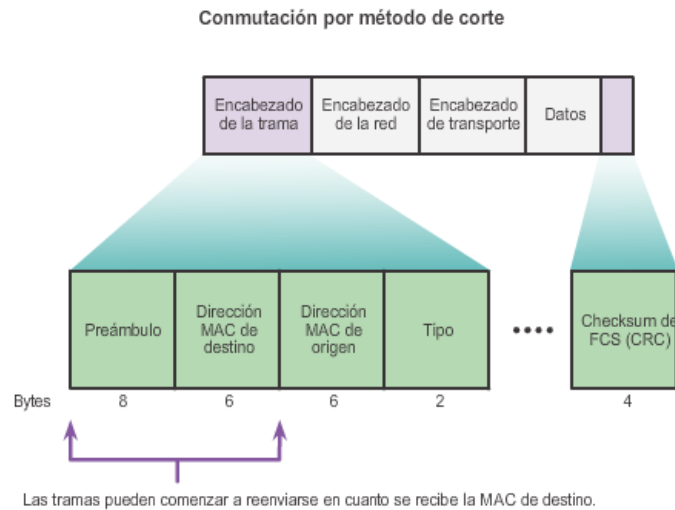 Conmutación por método de corte
Encabezado
de la trama
Encabezado
de la red
Encabezado
de transporte
Datos
Preámbulo
Dirección
MAC de
destino
Dirección
MAC de
origen
Tipo
Checksum de
FCS (CRC)
Bytes
8
6
6
2
4
Las tramas pueden comenzar a reenviarse en cuanto se recibe la MAC de destino.